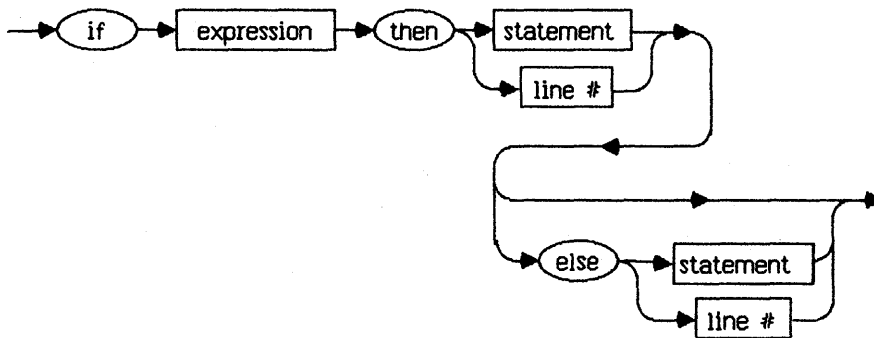 if expression then statement
line #
else statement
line #